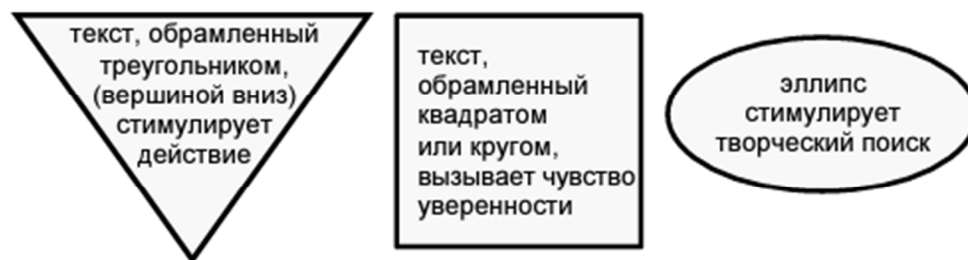 текст, обрамленный
треугольником,
(вершиной вниз)
стимулирует
действие
текст,
обрамленный
квадратом
или кругом,
вызывает чувство
уверенности
эллипс
стимулирует
творческий поиск